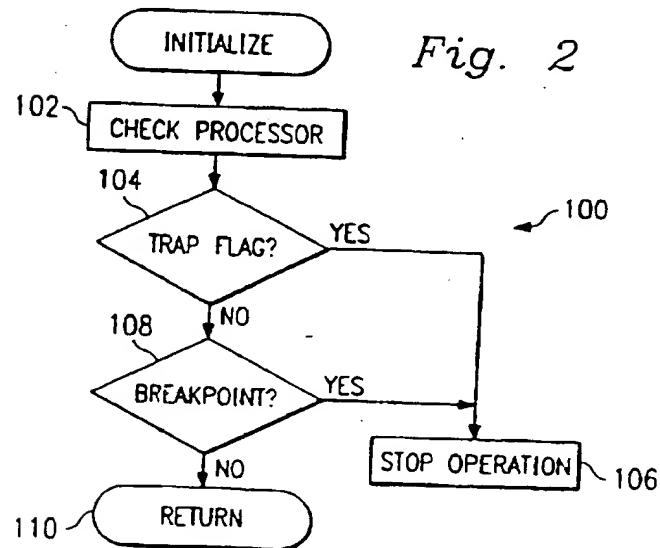 INITIALIZE
Fig. 2
102
CHECK PROCESSOR
104
100
TRAP FLAG?
YES
NO
108
BREAKPOINT?
YES
NO
STOP OPERATION
106
110
RETURN